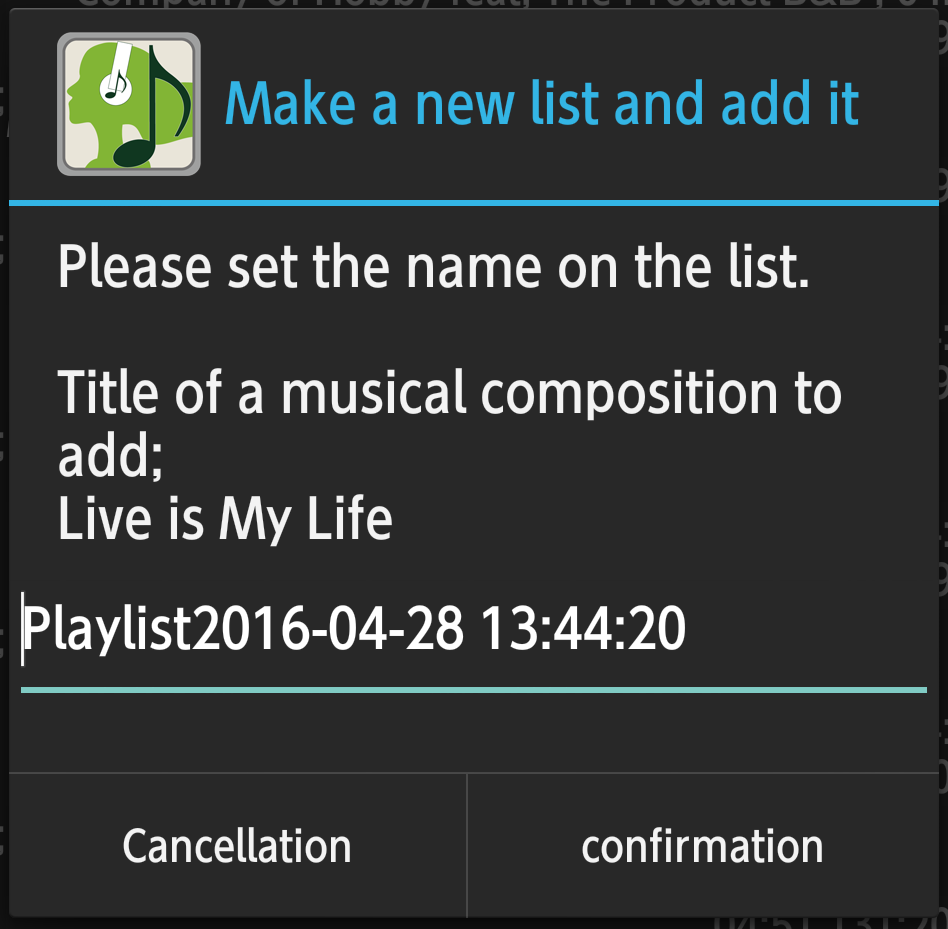 Make a new list and add it
Please set the name on the list.
Title of a musical composition to
add;
Live is My Life
Playlist2016-04-28 13:44:20
Cancellation
confirmation